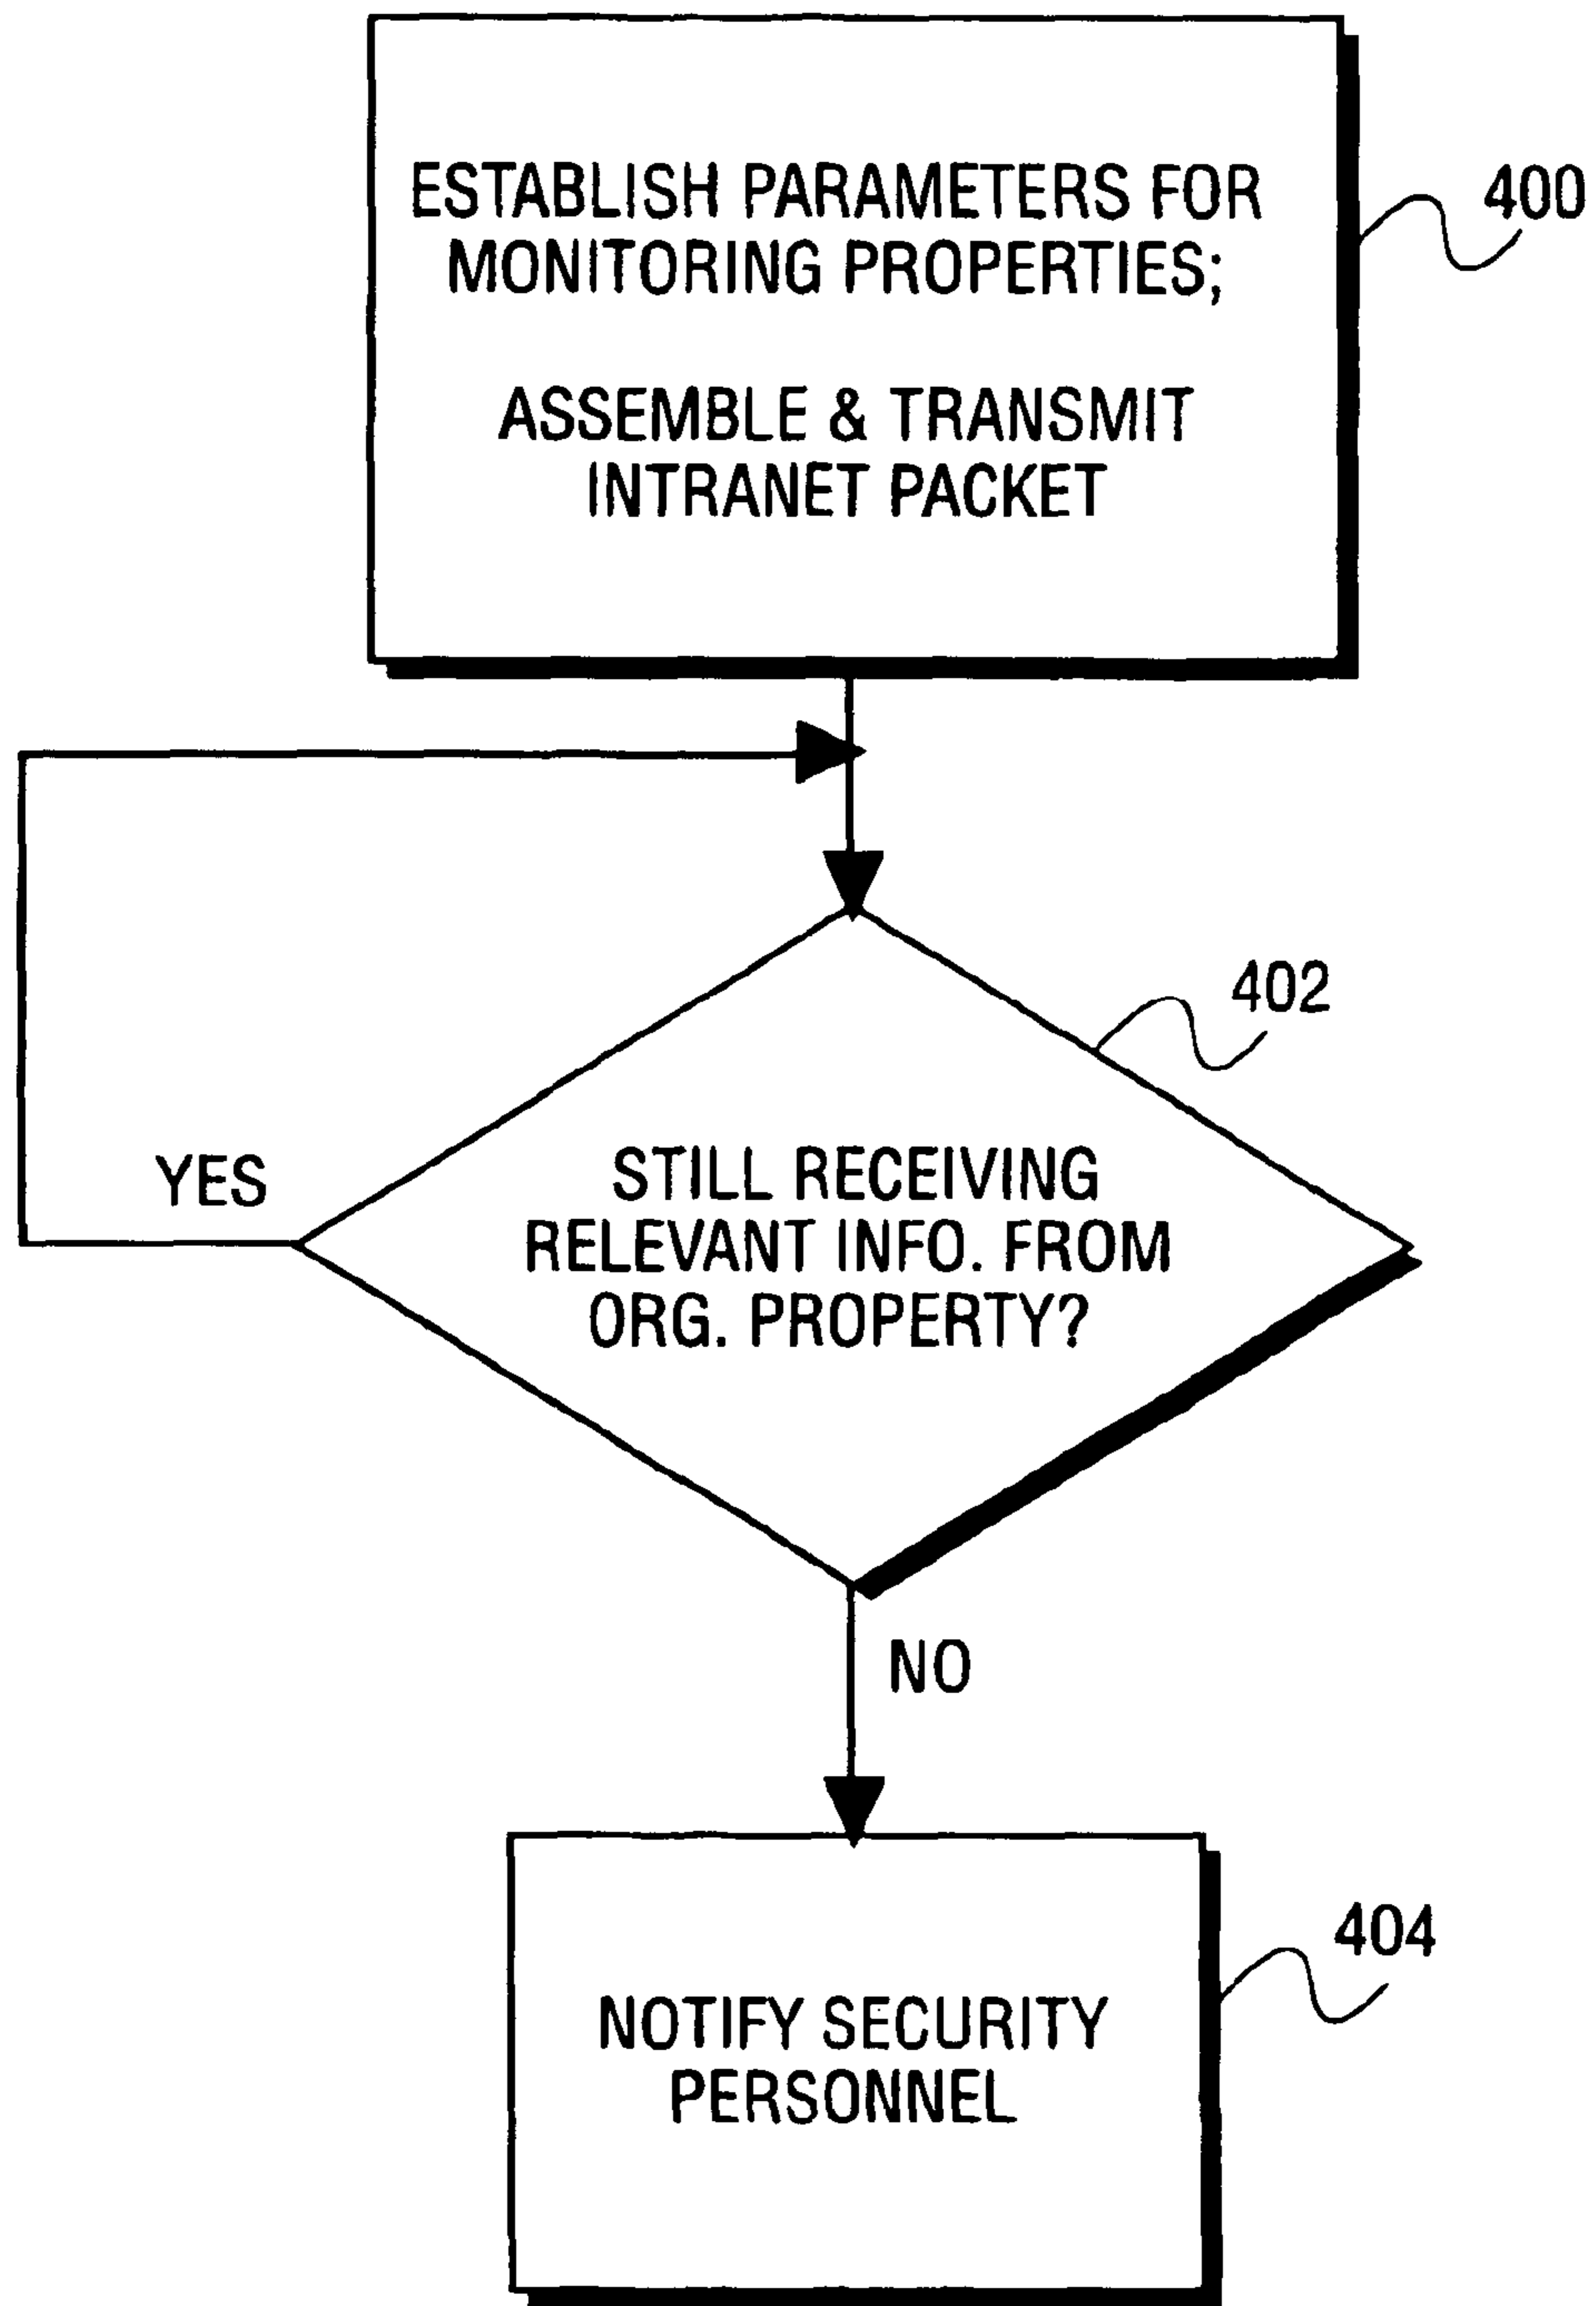 ESTABLISH PARAMETERS FOR
MONITORING PROPERTIES;
ASSEMBLE & TRANSMIT
INTRANET PACKET
400
402
STILL RECEIVING
RELEVANT INFO. FROM
ORG. PROPERTY?
YES
NO
404
NOTIFY SECURITY
PERSONNEL